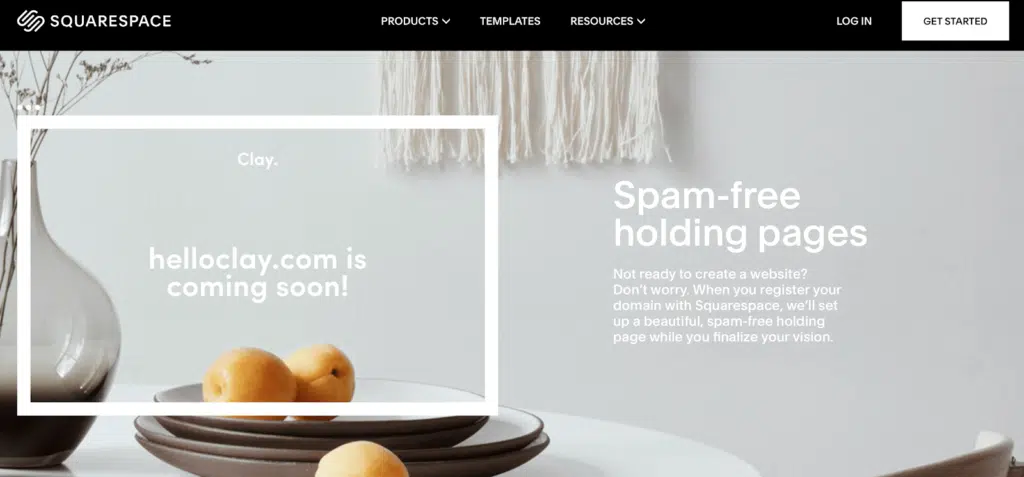 SQUARESPACE
PRODUCTS
TEMPLATES
RESOURCES
LOG IN
GET STARTED
Clay.
helloclay.com is
coming soon!
Spam-free
holding pages
Not ready to create a website?
Don't worry. When you register your
domain with Squarespace, we'll set
up a beautiful, spam-free holding
page while you finalize your vision.